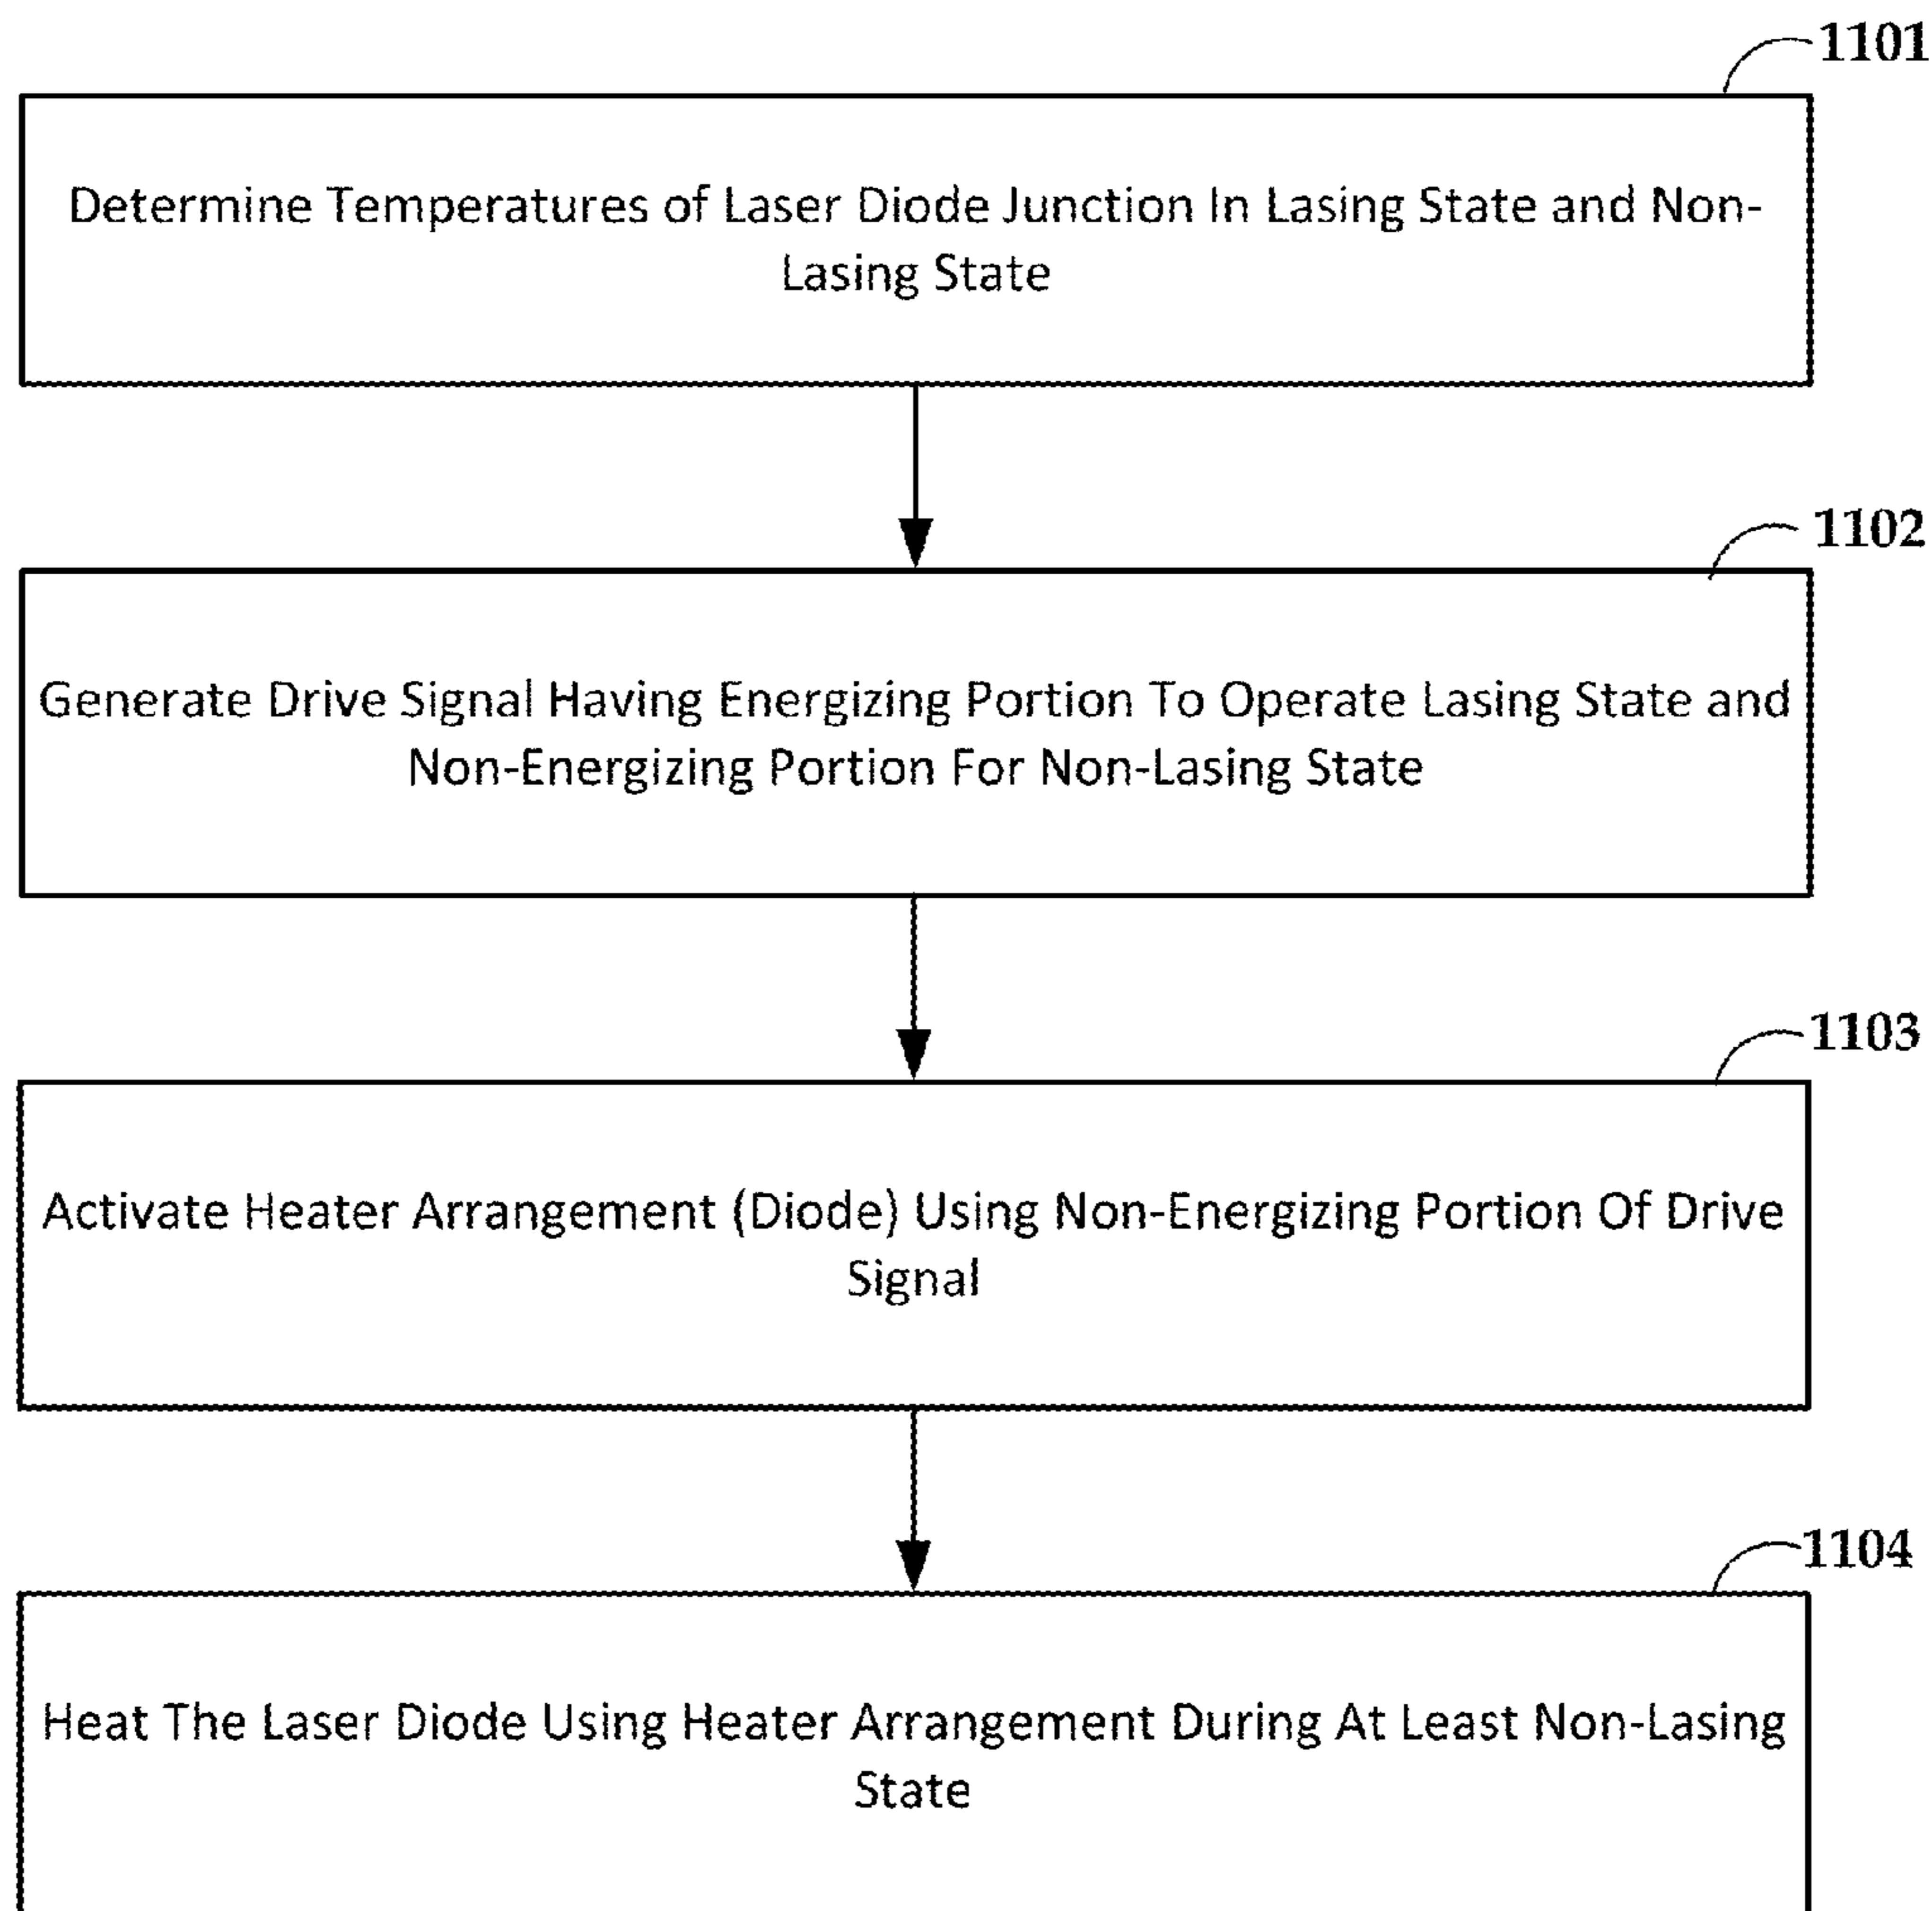 1101
Determine Temperatures of Laser Diode Junction In Lasing State and Non-
Lasing State
1102
Generate Drive Signal Having Energizing Portion To Operate Lasing State and
Non-Energizing Portion For Non-Lasing State
1103
Activate Heater Arrangement (Diode) Using Non-Energizing Portion Of Drive
Signal
1104
Heat The Laser Diode Using Heater Arrangement During At Least Non-Lasing
State